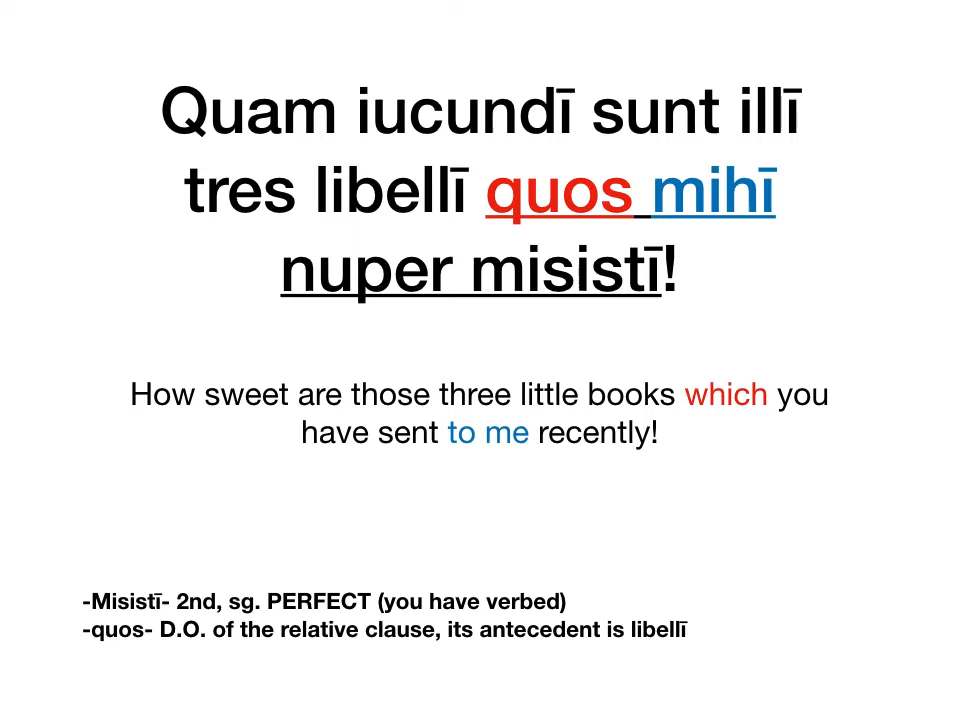 Quam iucundī sunt illī
tres libellī quos mihī
nuper misistī!
How sweet are those three little books which you
have sent to me recently!
-Misistī- 2nd, sg. PERFECT (you have verbed)
-quos- D.O. of the relative clause, its antecedent is libellī